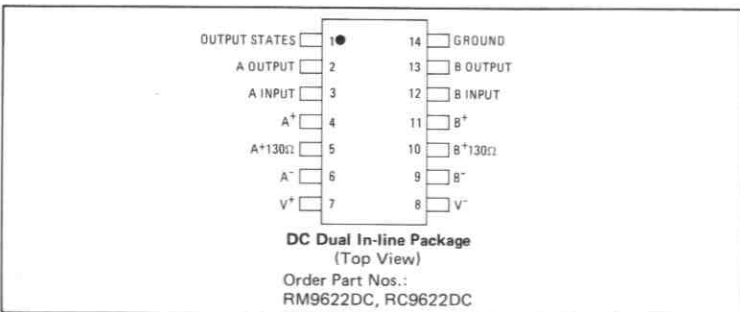 OUTPUT STATES 1 14 GROUND
A OUTPUT 2 13 B OUTPUT
A INPUT 3 12 B INPUT
A+ 4 11 B+
A+130Ω 5 10 B+130Ω
A- 6 9 B-
V+ 7 8 V-
DC Dual In-line Package
(Top View)
Order Part Nos.:
RM9622DC, RC9622DC